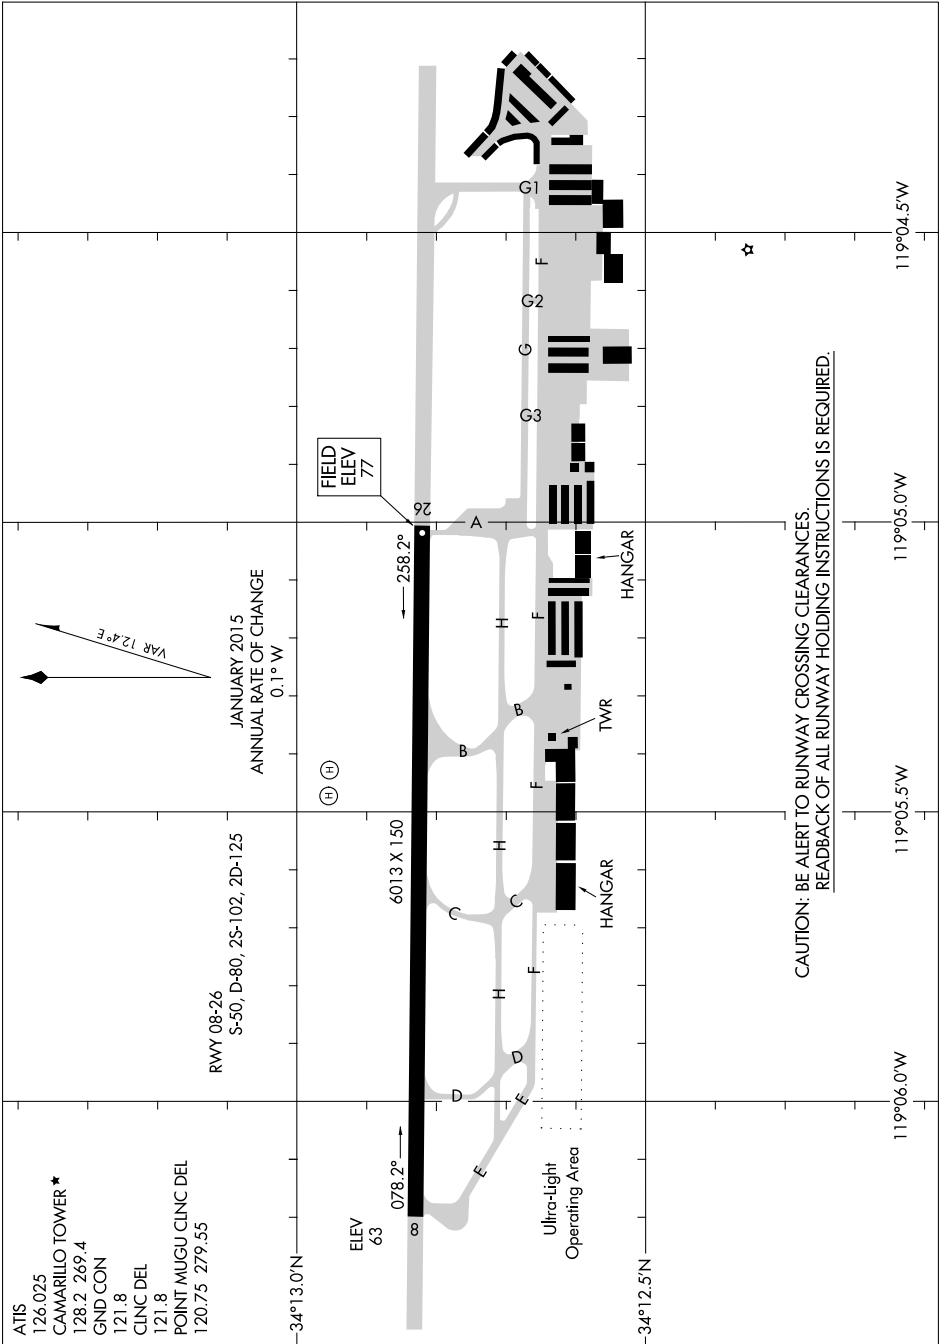 ATIS
126.025
CAMARILLO TOWER★
128.2 269.4
GND CON
121.8
CLNC DEL
121.8
POINT MUGU CLNC DEL
120.75 279.55
RWY 08-26
S-50, D-80, 2S-102, 2D-125
VAR 12.4° E
JANUARY 2015
ANNUAL RATE OF CHANGE
0.1° W
34°13.0'N
H
H
FIELD
ELEV
77
ELEV
63
078.2°
6013 X 150
258.2°
8
26
D
C
B
A
E
H
H
H
E
D
C
B
G3
G
G2
G1
F
F
F
F
Ultra-Light
Operating Area
HANGAR
TWR
HANGAR
34°12.5'N
CAUTION: BE ALERT TO RUNWAY CROSSING CLEARANCES.
READBACK OF ALL RUNWAY HOLDING INSTRUCTIONS IS REQUIRED.
119°06.0'W
119°05.5'W
119°05.0'W
119°04.5'W